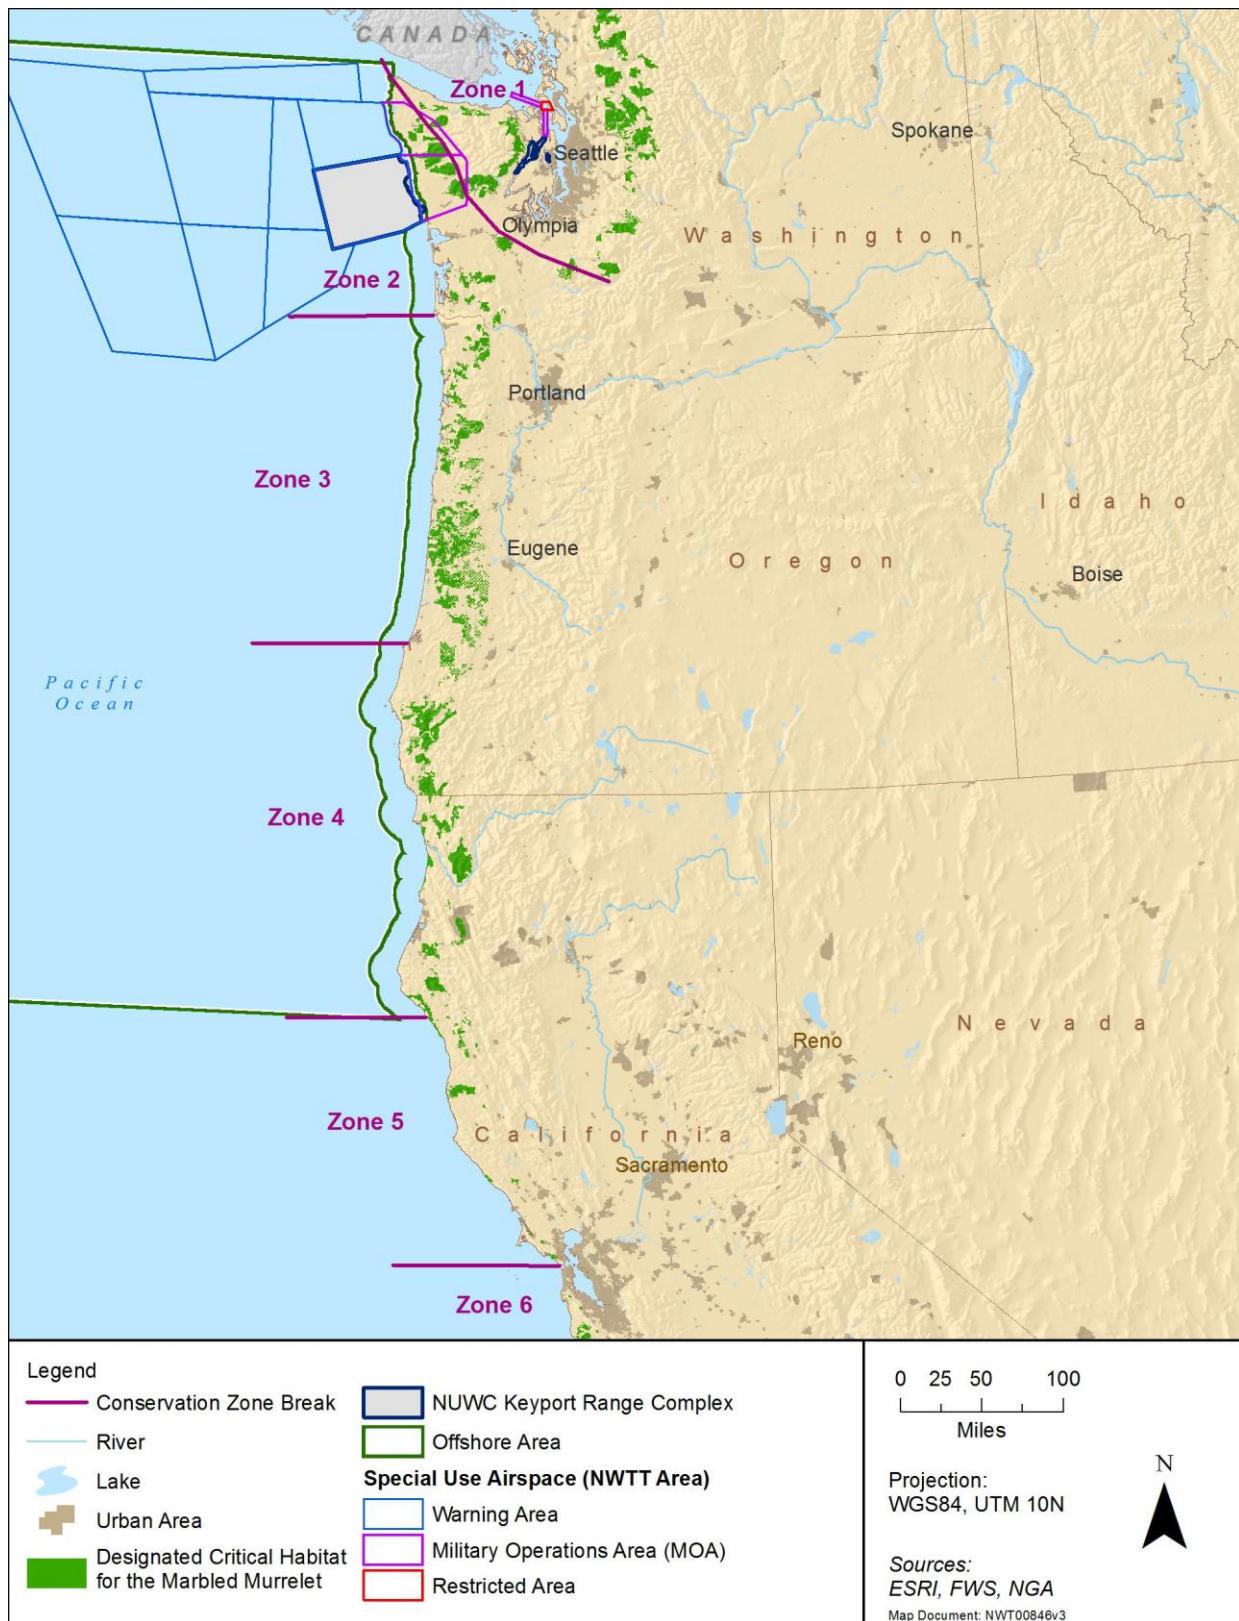 CANADA
Zone 1
Spokane
Seattle
Olympia
Washington
Zone 2
Portland
Zone 3
Idaho
Eugene
Oregon
Boise
Pacific
Ocean
Zone 4
Nevada
Reno
Zone 5
California
Sacramento
Zone 6
Legend
Conservation Zone Break
River
Lake
Urban Area
Designated Critical Habitat
for the Marbled Murrelet
NUWC Keyport Range Complex
Offshore Area
Special Use Airspace (NWTT Area)
Warning Area
Military Operations Area (MOA)
Restricted Area
0 25 50 100
Miles
N
Projection:
WGS84, UTM 10N
Sources:
ESRI, FWS, NGA
Map Document: NWT00846v3